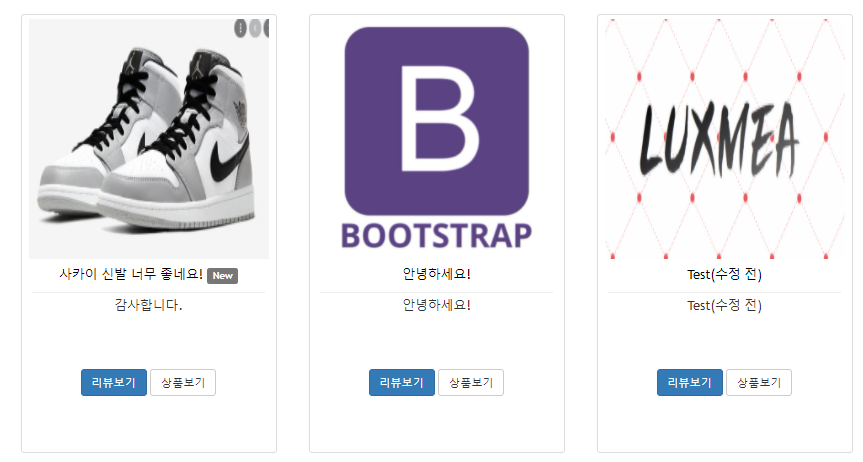 사카이 신발 너무 좋네요! New
감사합니다.
리뷰보기 상품보기
B
BOOTSTRAP
안녕하세요!
안녕하세요!
리뷰보기 상품보기
LUXMEA
Test(수정 전)
Test(수정 전)
리뷰보기 상품보기